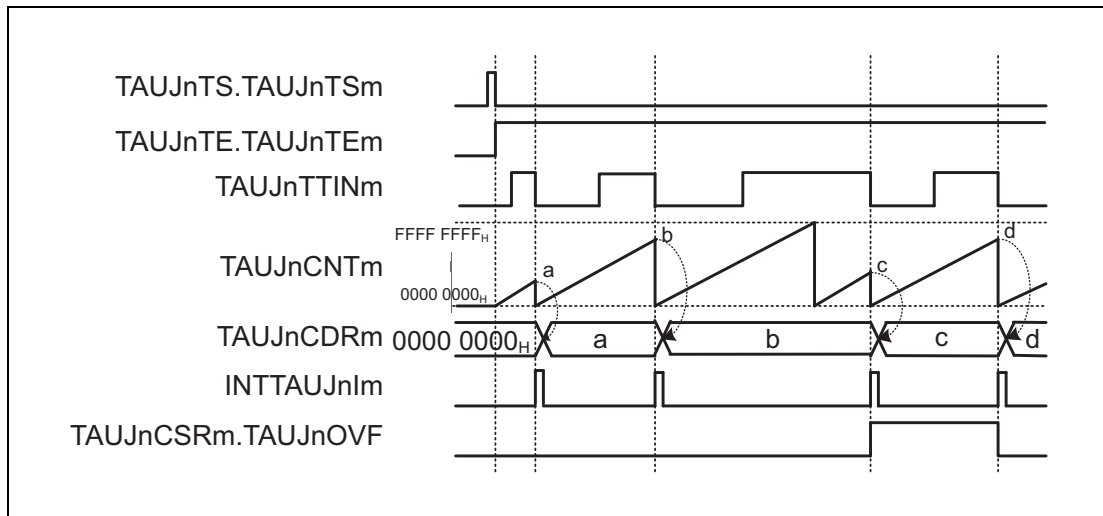 TAUJnTS.TAUJnTSm
TAUJnTE.TAUJnTEm
TAUJnTTINm
FFFF FFFFH
TAUJnCNTm
0000 0000H
a
b
c
d
TAUJnCDRm
0000 0000H
a
b
c
d
INTTAUJnIm
TAUJnCSRm.TAUJnOVF